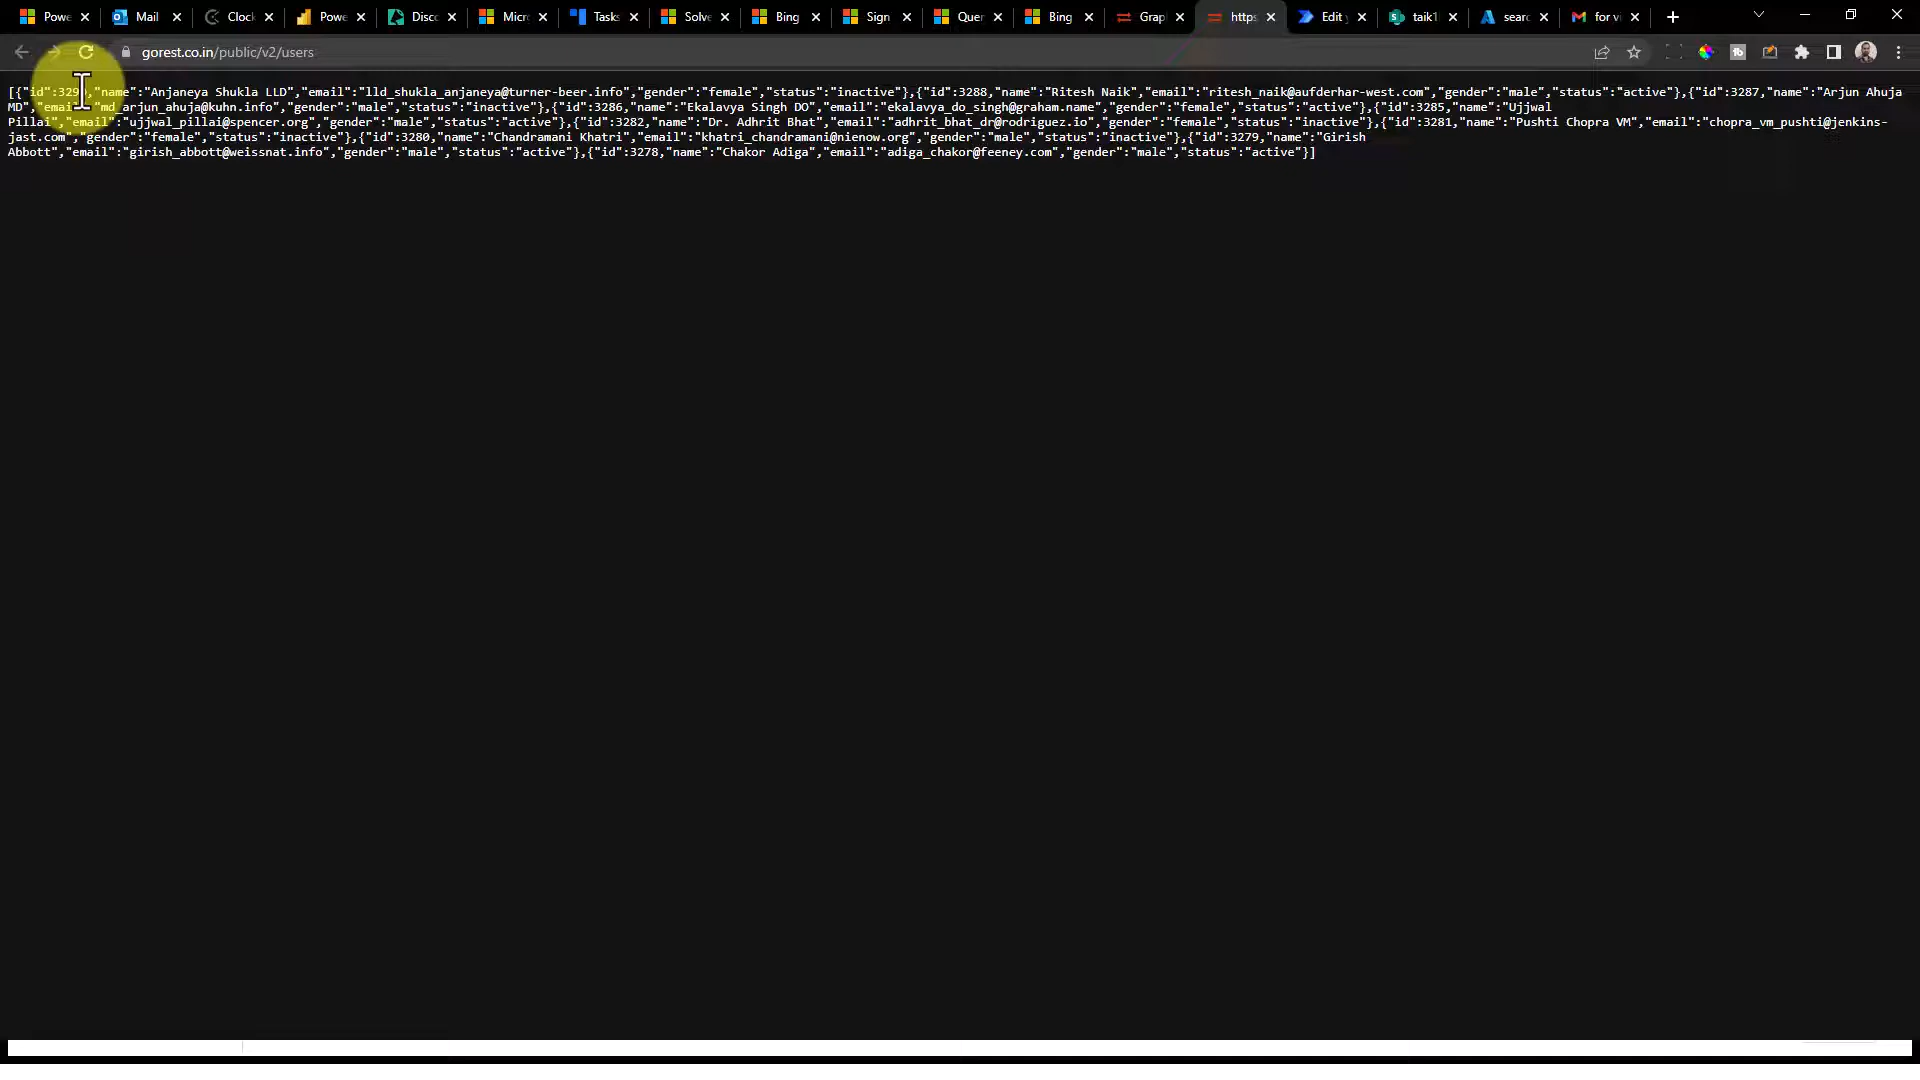 Powe
Mail
Clock
Powe
Disco
Micro
Tasks
Solve
Bing
Sign
Quer
Bing
Grap
https
Edit y
taik1
searc
for vi
gorest.co.in/public/v2/users
[{"id":3290,"name":"Anjaneya Shukla LLD","email":"lld_shukla_anjaneya@turner-beer.info","gender":"female","status":"inactive"},{"id":3288,"name":"Ritesh Naik","email":"ritesh_naik@aufderhar-west.com","gender":"male","status":"active"},{"id":3287,"name":"Arjun Ahuja
MD","email":"md_arjun_ahuja@kuhn.info","gender":"male","status":"inactive"},{"id":3286,"name":"Ekalavya Singh DO","email":"ekalavya_do_singh@graham.name","gender":"female","status":"active"},{"id":3285,"name":"Ujjwal
Pillai","email":"ujjwal_pillai@spencer.org","gender":"male","status":"active"},{"id":3282,"name":"Dr. Adhrit Bhat","email":"adhrit_bhat_dr@rodriguez.io","gender":"female","status":"inactive"},{"id":3281,"name":"Pushti Chopra VM","email":"chopra_vm_pushti@jenkins-
jast.com","gender":"female","status":"inactive"},{"id":3280,"name":"Chandramani Khatri","email":"khatri_chandramani@nienow.org","gender":"male","status":"inactive"},{"id":3279,"name":"Girish
Abbott","email":"girish_abbott@weissnat.info","gender":"male","status":"active"},{"id":3278,"name":"Chakor Adiga","email":"adiga_chakor@feeney.com","gender":"male","status":"active"}]